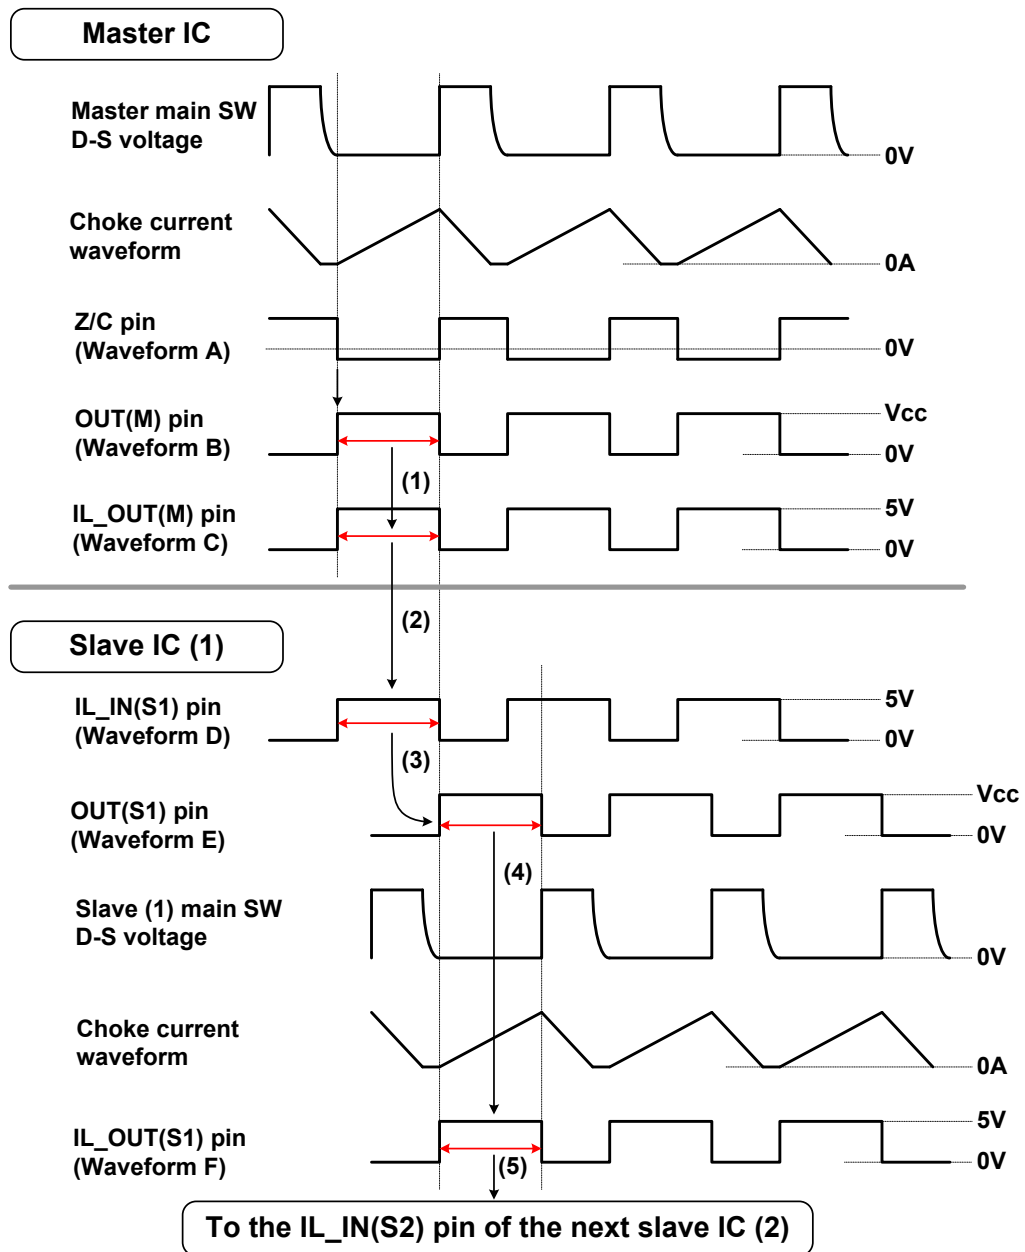 Master IC
Master main SW
D-S voltage
0V
Choke current
waveform
0A
Z/C pin
(Waveform A)
0V
OUT(M) pin
(Waveform B)
Vcc
0V
(1)
IL_OUT(M) pin
(Waveform C)
5V
0V
(2)
Slave IC (1)
IL_IN(S1) pin
(Waveform D)
5V
0V
(3)
OUT(S1) pin
(Waveform E)
Vcc
0V
(4)
Slave (1) main SW
D-S voltage
0V
Choke current
waveform
0A
IL_OUT(S1) pin
(Waveform F)
5V
0V
(5)
To the IL_IN(S2) pin of the next slave IC (2)